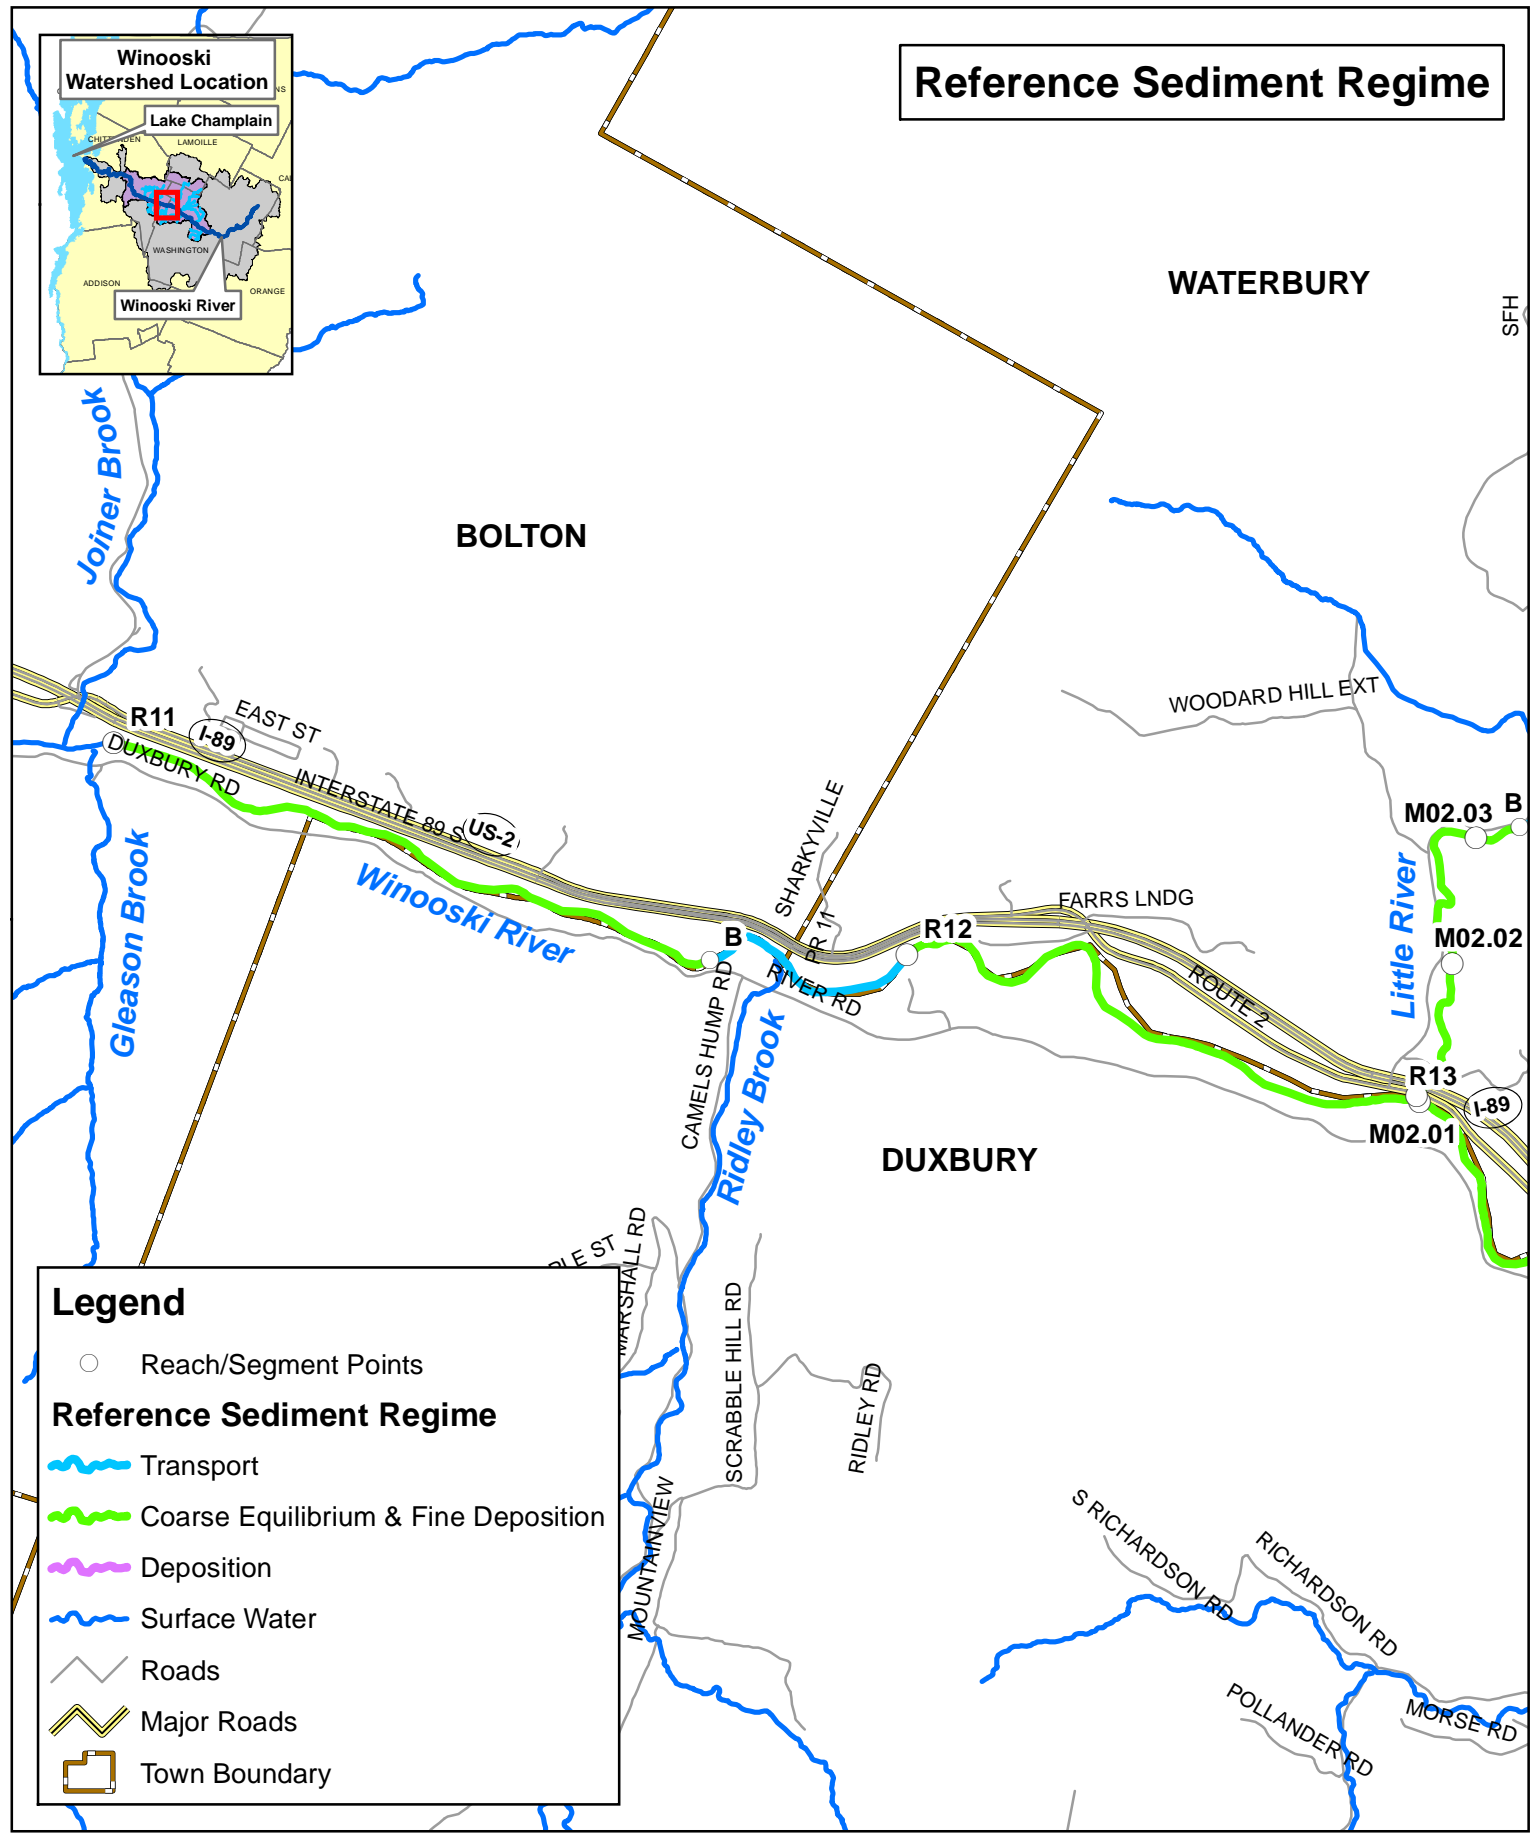 Reference Sediment Regime
Winooski
Watershed Location
Lake Champlain
LAMOILLE
WASHINGTON
ADDISON
ORANGE
Winooski River
WATERBURY
SFH
Joiner Brook
BOLTON
WOODARD HILL EXT
R11
EAST ST
I-89
DUXBURY RD
INTERSTATE 89 S
US-2
SHARKYVILLE
M02.03
B
Gleason Brook
Winooski River
Little River
FARRS LNDG
R12
B
PR 11
M02.02
RIVER RD
ROUTE 2
CAMELS HUMP RD
Ridley Brook
R13
I-89
M02.01
DUXBURY
MARSHALL RD
SCRABBLE HILL RD
RIDLEY RD
MOUNTAINVIEW
S RICHARDSON RD
RICHARDSON RD
POLLANDER RD
MORSE RD
Legend
Reach/Segment Points
Reference Sediment Regime
Transport
Coarse Equilibrium & Fine Deposition
Deposition
Surface Water
Roads
Major Roads
Town Boundary